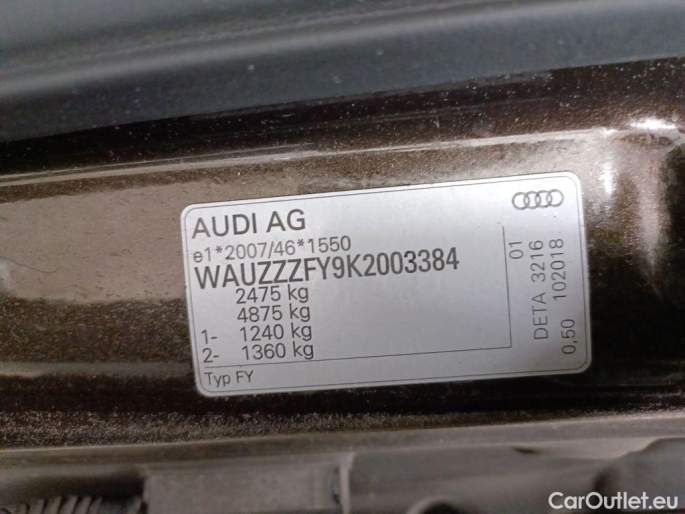 AUDI AG
e1*2007/46*1550
WAUZZZFY9K2003384
2475 kg
4875 kg
1- 1240 kg
2- 1360 kg
Typ FY
01
DETA 3216
0,50 102018
CarOutlet.eu